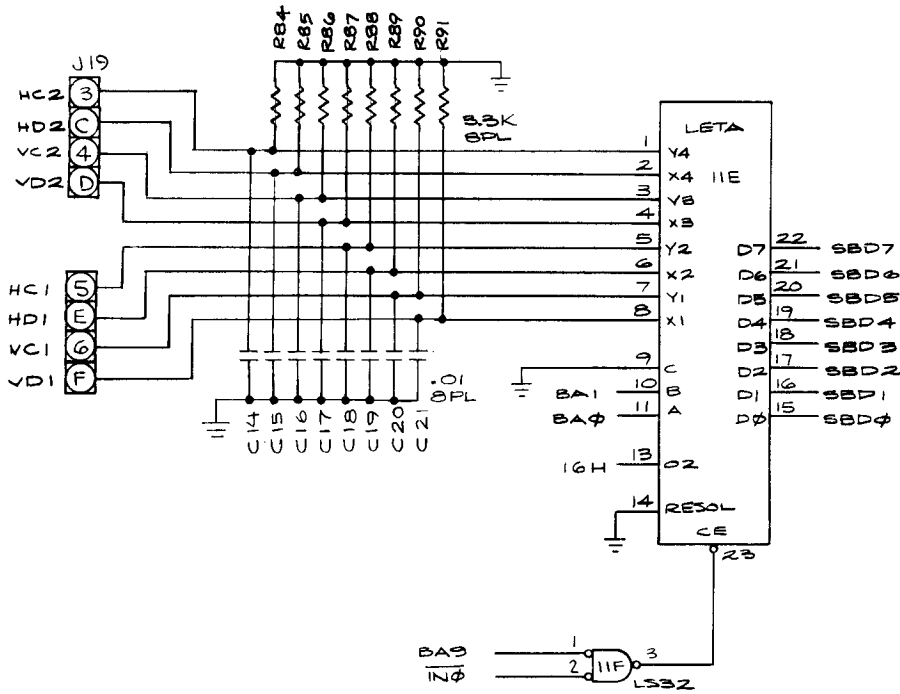 R84 R85 R86 R87 R88 R89 R90 R91
J19
HC2 3
HD2 C
VC2 4
VD2 D
3.3K
8PL
LETA
11E
1 Y4
2 X4
3 Y3
4 X3
5 Y2
6 X2
7 Y1
8 X1
HC1 5
HD1 E
VC1 6
VD1 F
D7 22 SBD7
D6 21 SBD6
D5 20 SBD5
D4 19 SBD4
D3 18 SBD3
D2 17 SBD2
D1 16 SBD1
DØ 15 SBDØ
9 C
BA1 10 B
BAØ 11 A
16H 13 O2
14 RESOL
CE
23
.01
8PL
C14 C15 C16 C17 C18 C19 C20 C21
BA9 1
INØ 2
11F 3
LS32